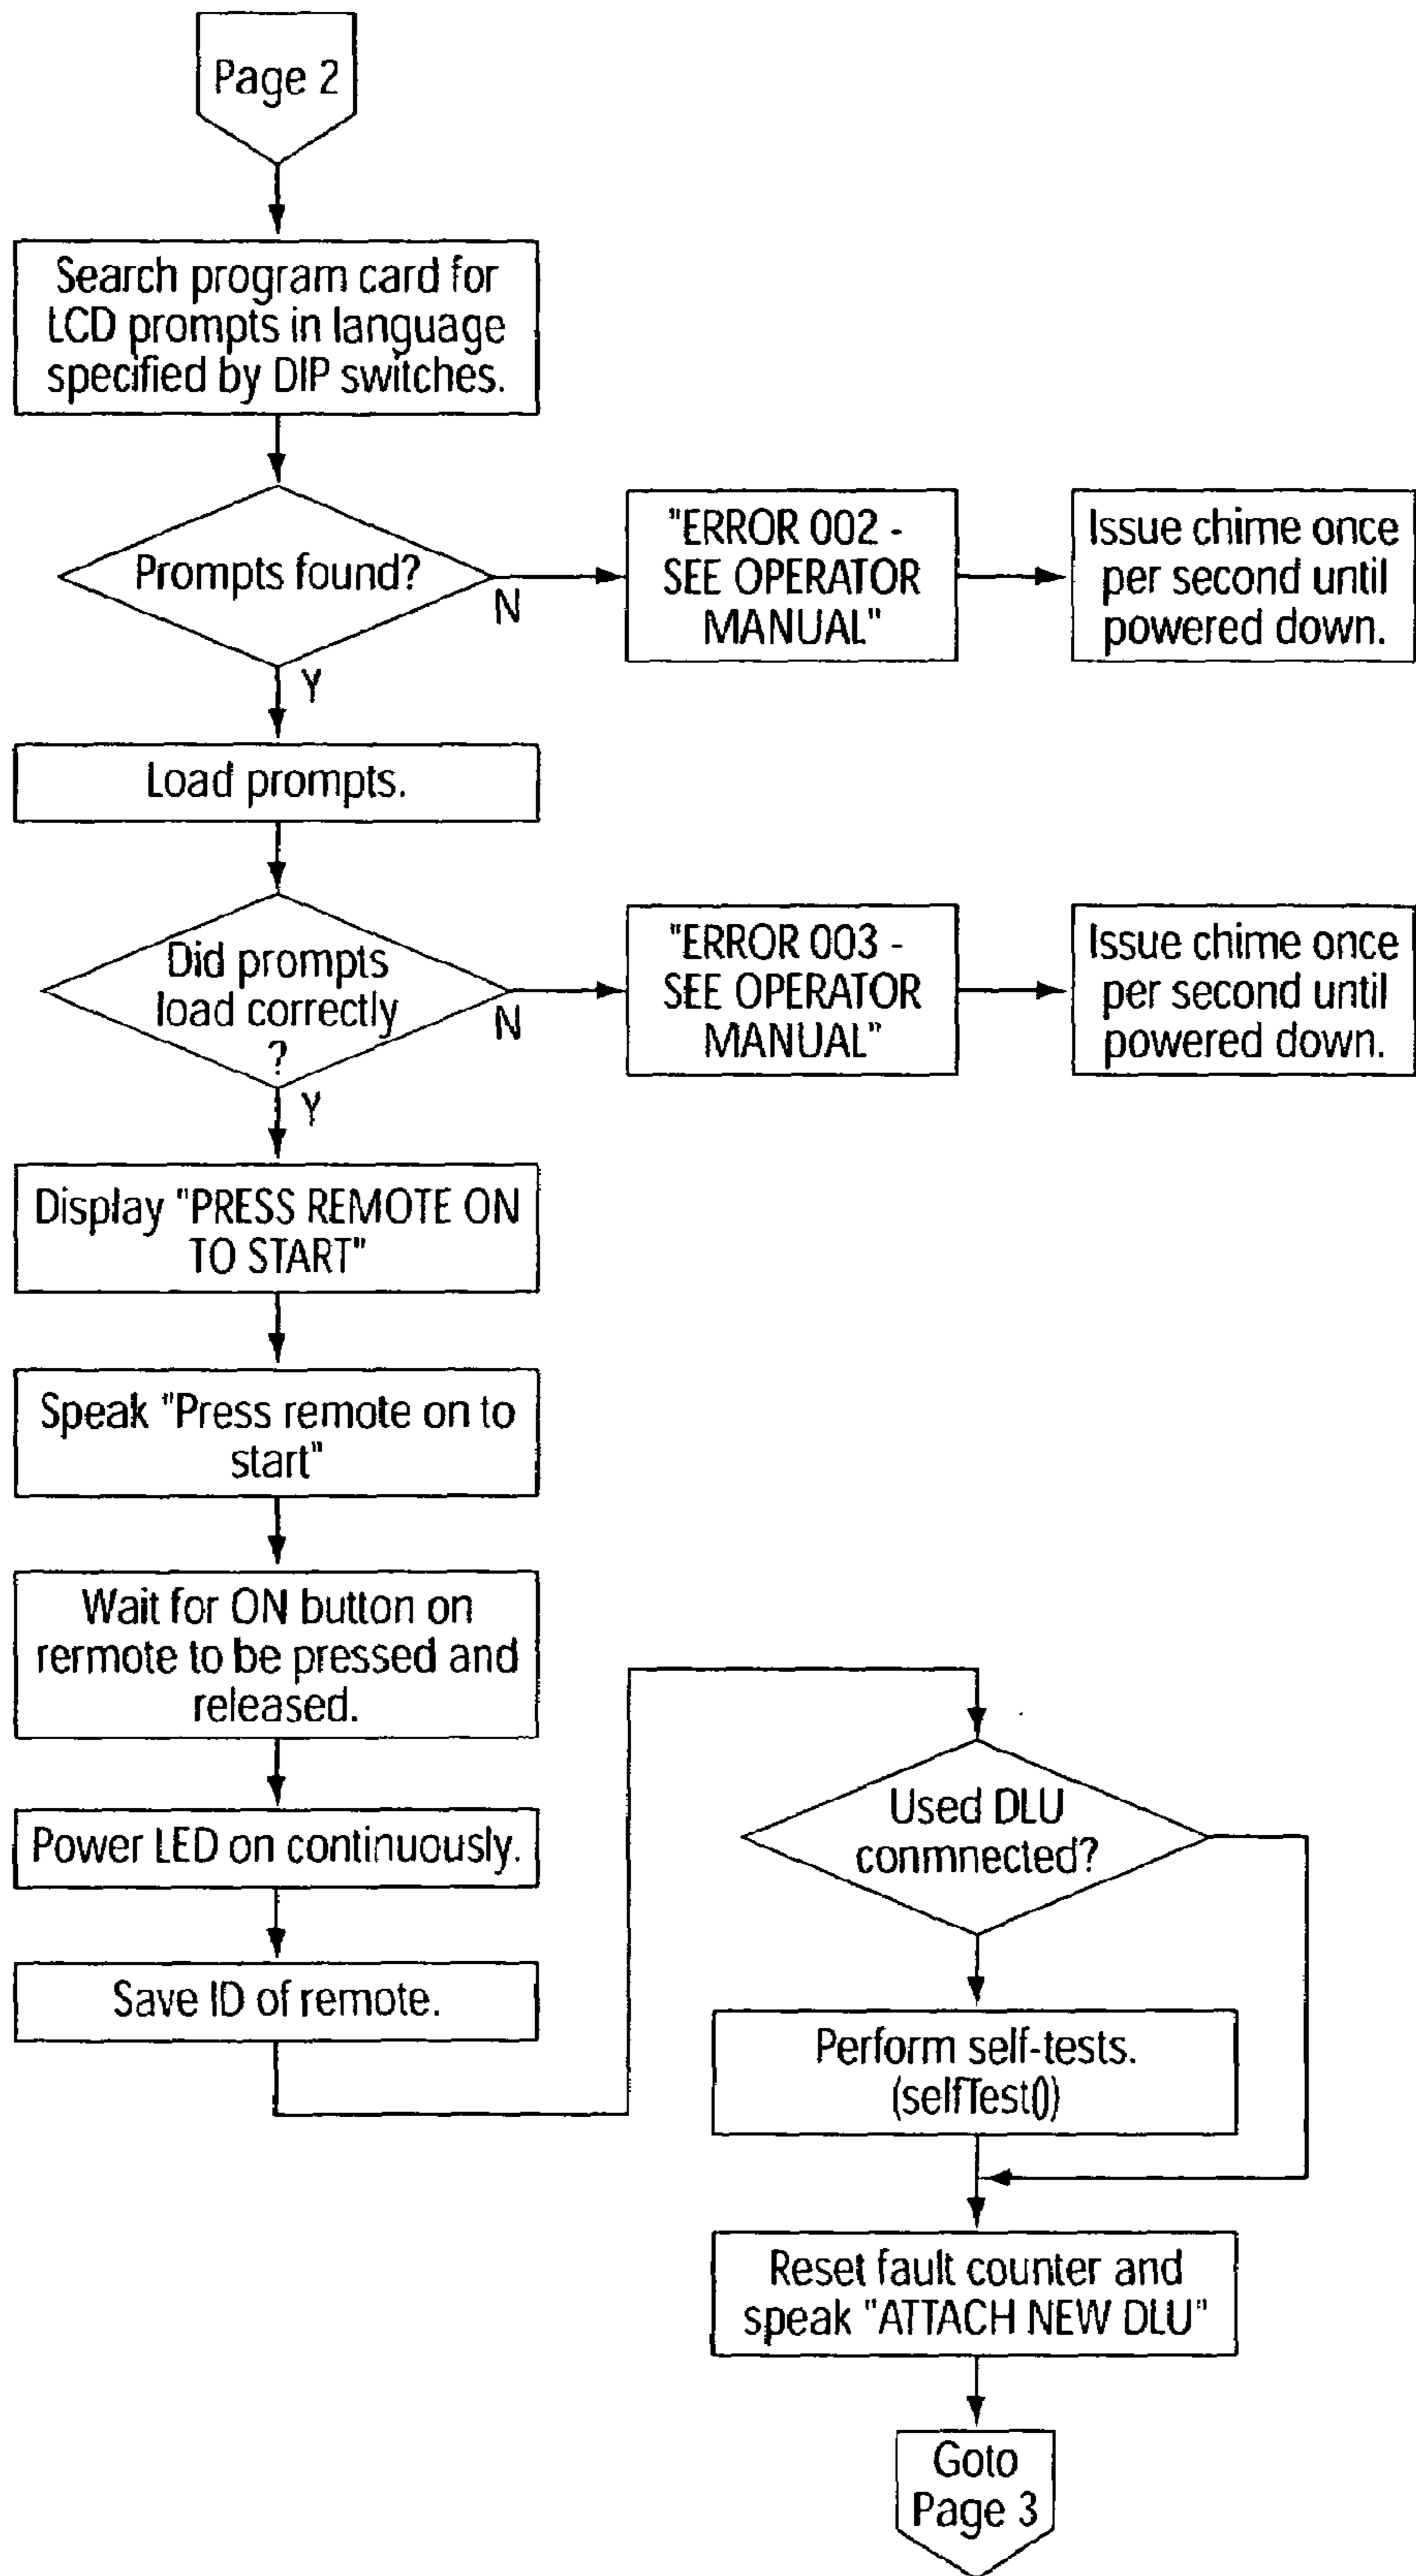 Page 2
Search program card for
LCD prompts in language
specified by DIP switches.
Prompts found?
N
"ERROR 002 -
SEE OPERATOR
MANUAL"
Issue chime once
per second until
powered down.
Y
Load prompts.
Did prompts
load correctly
?
N
"ERROR 003 -
SEE OPERATOR
MANUAL"
Issue chime once
per second until
powered down.
Y
Display "PRESS REMOTE ON
TO START"
Speak "Press remote on to
start"
Wait for ON button on
rermote to be pressed and
released.
Power LED on continuously.
Save ID of remote.
Used DLU
conmnected?
Perform self-tests.
(selfTest())
Reset fault counter and
speak "ATTACH NEW DLU"
Goto
Page 3